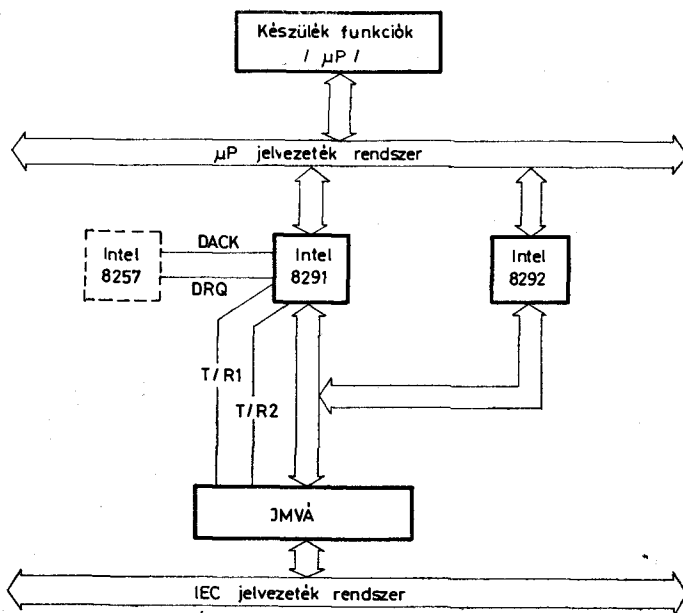 Készülék funkciók
/ µP /
µP jelvezeték rendszer
Intel
8257
DACK
DRQ
Intel
8291
Intel
8292
T/R1
T/R2
JMVÁ
IEC jelvezeték rendszer